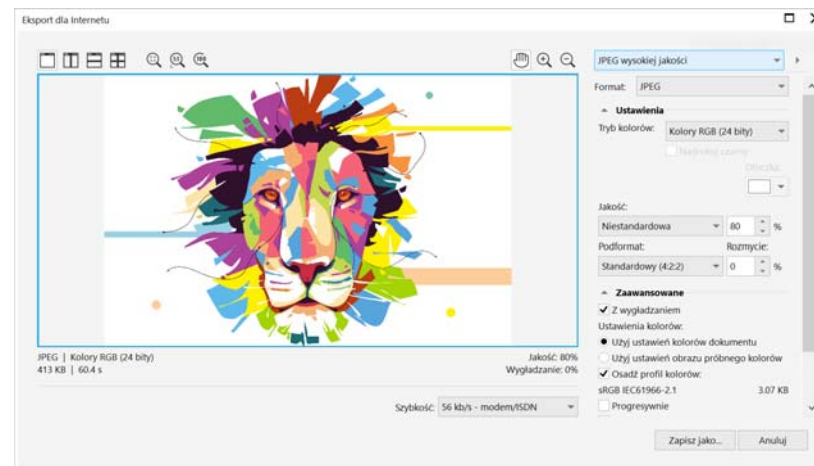 Eksport dla Internetu
JPEG wysokiej jakości
Format: JPEG
Ustawienia
Tryb kolorów: Kolory RGB (24 bity)
Nadrukuj czarny
Otoczka:
Jakość:
Niestandardowa 80 %
Podformat: Rozmycie:
Standardowy (4:2:2) 0 %
Zaawansowane
Z wygładzaniem
Ustawienia kolorów:
Użyj ustawień kolorów dokumentu
Użyj ustawień obrazu próbnego kolorów
Osadź profil kolorów:
sRGB IEC61966-2.1 3.07 KB
Progresywnie
JPEG | Kolory RGB (24 bity) Jakość: 80%
413 KB | 60.4 s Wygładzanie: 0%
Szybkość: 56 kb/s - modem/ISDN
Zapisz jako... Anuluj